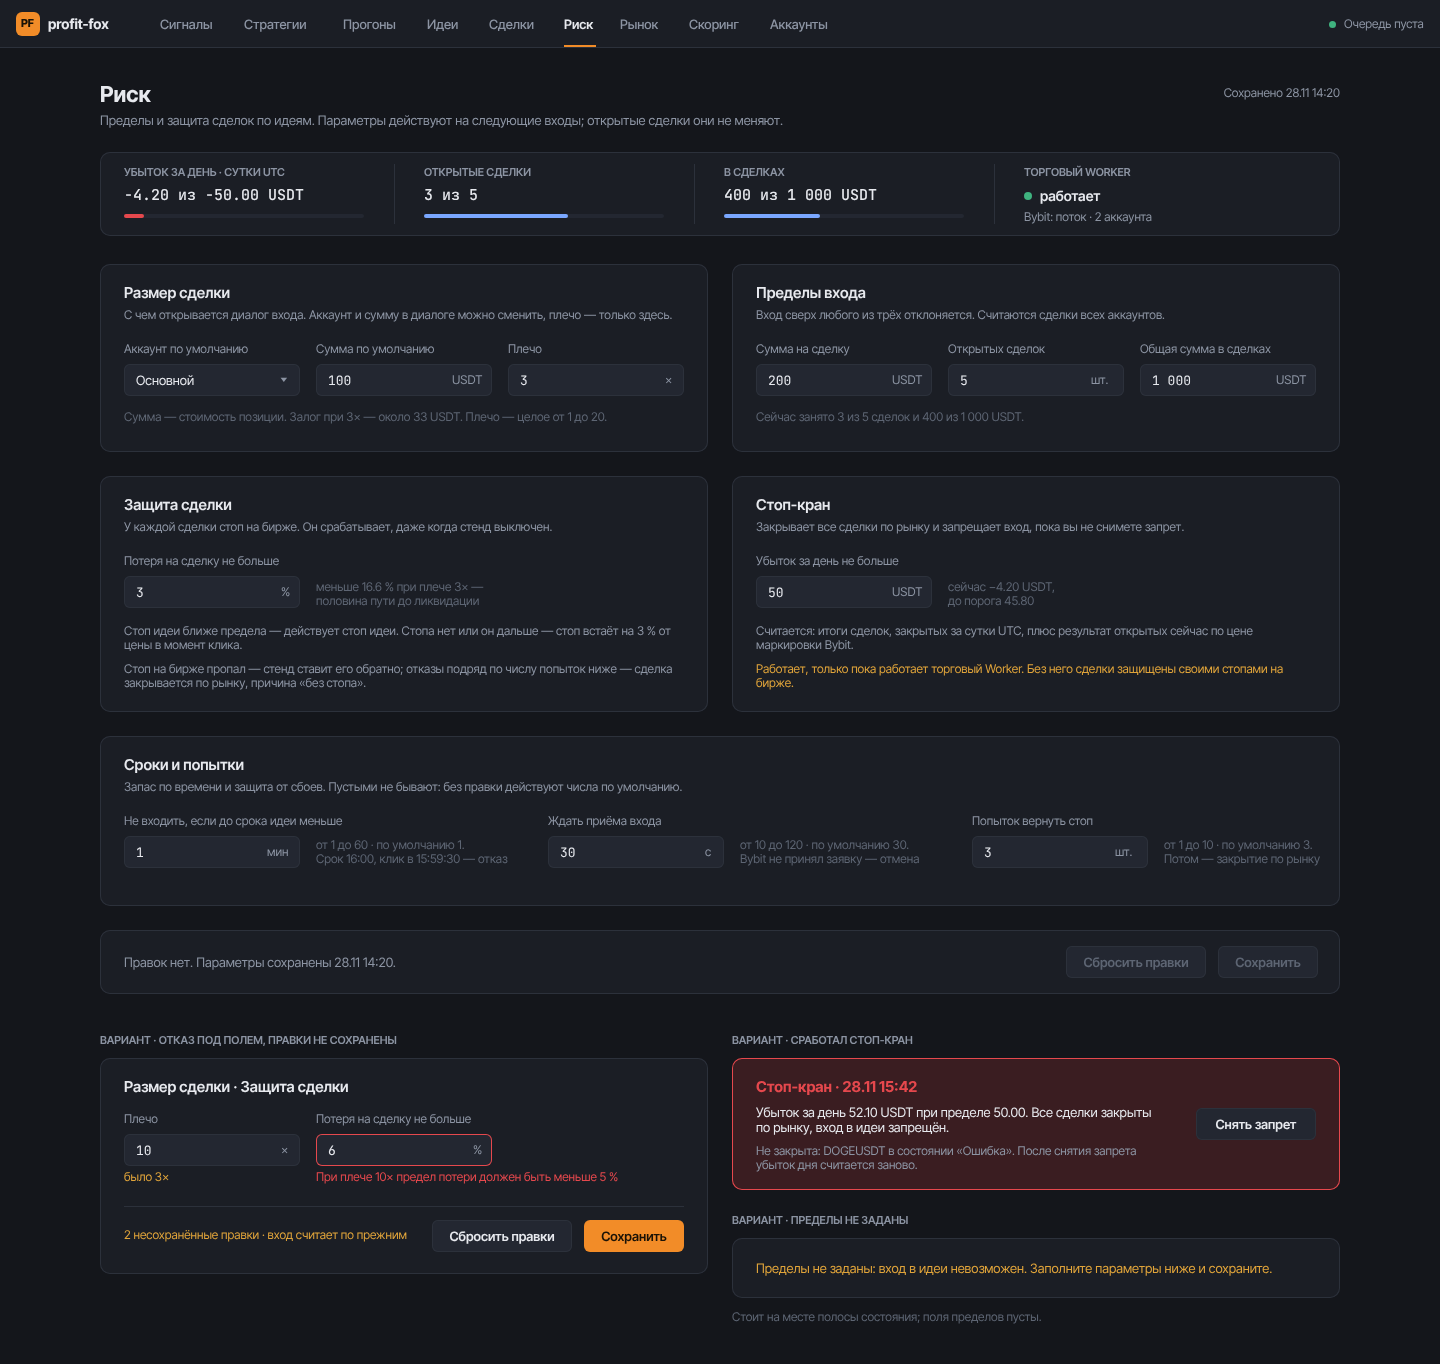 PF profit-fox Сигналы Стратегии Прогоны Идеи Сделки Риск Рынок Скоринг Аккаунты Очередь пуста
Риск
Сохранено 28.11 14:20
Пределы и защита сделок по идеям. Параметры действуют на следующие входы; открытые сделки они не меняют.
УБЫТОК ЗА ДЕНЬ · СУТКИ UTC
-4.20 из -50.00 USDT
ОТКРЫТЫЕ СДЕЛКИ
3 из 5
В СДЕЛКАХ
400 из 1 000 USDT
ТОРГОВЫЙ WORKER
работает
Bybit: поток · 2 аккаунта
Размер сделки
С чем открывается диалог входа. Аккаунт и сумму в диалоге можно сменить, плечо — только здесь.
Аккаунт по умолчанию Сумма по умолчанию Плечо
Основной 100 USDT 3 ×
Сумма — стоимость позиции. Залог при 3× — около 33 USDT. Плечо — целое от 1 до 20.
Пределы входа
Вход сверх любого из трёх отклоняется. Считаются сделки всех аккаунтов.
Сумма на сделку Открытых сделок Общая сумма в сделках
200 USDT 5 шт. 1 000 USDT
Сейчас занято 3 из 5 сделок и 400 из 1 000 USDT.
Защита сделки
У каждой сделки стоп на бирже. Он срабатывает, даже когда стенд выключен.
Потеря на сделку не больше
3 %
меньше 16.6 % при плече 3× —
половина пути до ликвидации
Стоп идеи ближе предела — действует стоп идеи. Стопа нет или он дальше — стоп встаёт на 3 % от
цены в момент клика.
Стоп на бирже пропал — стенд ставит его обратно; отказы подряд по числу попыток ниже — сделка
закрывается по рынку, причина «без стопа».
Стоп-кран
Закрывает все сделки по рынку и запрещает вход, пока вы не снимете запрет.
Убыток за день не больше
50 USDT
сейчас −4.20 USDT,
до порога 45.80
Считается: итоги сделок, закрытых за сутки UTC, плюс результат открытых сейчас по цене
маркировки Bybit.
Работает, только пока работает торговый Worker. Без него сделки защищены своими стопами на
бирже.
Сроки и попытки
Запас по времени и защита от сбоев. Пустыми не бывают: без правки действуют числа по умолчанию.
Не входить, если до срока идеи меньше
1 мин
от 1 до 60 · по умолчанию 1.
Срок 16:00, клик в 15:59:30 — отказ
Ждать приёма входа
30 с
от 10 до 120 · по умолчанию 30.
Bybit не принял заявку — отмена
Попыток вернуть стоп
3 шт.
от 1 до 10 · по умолчанию 3.
Потом — закрытие по рынку
Правок нет. Параметры сохранены 28.11 14:20.
Сбросить правки Сохранить
ВАРИАНТ · ОТКАЗ ПОД ПОЛЕМ, ПРАВКИ НЕ СОХРАНЕНЫ
Размер сделки · Защита сделки
Плечо Потеря на сделку не больше
10 × 6 %
было 3× При плече 10× предел потери должен быть меньше 5 %
2 несохранённые правки · вход считает по прежним
Сбросить правки Сохранить
ВАРИАНТ · СРАБОТАЛ СТОП-КРАН
Стоп-кран · 28.11 15:42
Убыток за день 52.10 USDT при пределе 50.00. Все сделки закрыты
по рынку, вход в идеи запрещён.
Не закрыта: DOGEUSDT в состоянии «Ошибка». После снятия запрета
убыток дня считается заново.
Снять запрет
ВАРИАНТ · ПРЕДЕЛЫ НЕ ЗАДАНЫ
Пределы не заданы: вход в идеи невозможен. Заполните параметры ниже и сохраните.
Стоит на месте полосы состояния; поля пределов пусты.